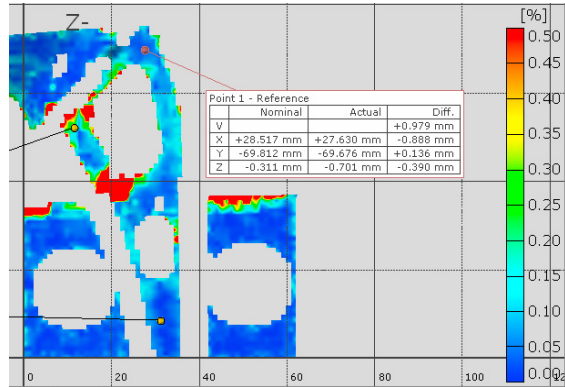 Z-
[%]
0.50
0.45
0.40
0.35
0.30
0.25
0.20
0.15
0.10
0.05
0.00
Point 1 - Reference
Nominal Actual Diff.
V +0.979 mm
X +28.517 mm +27.630 mm -0.888 mm
Y -69.812 mm -69.676 mm +0.136 mm
Z -0.311 mm -0.701 mm -0.390 mm
0 20 40 60 80 100